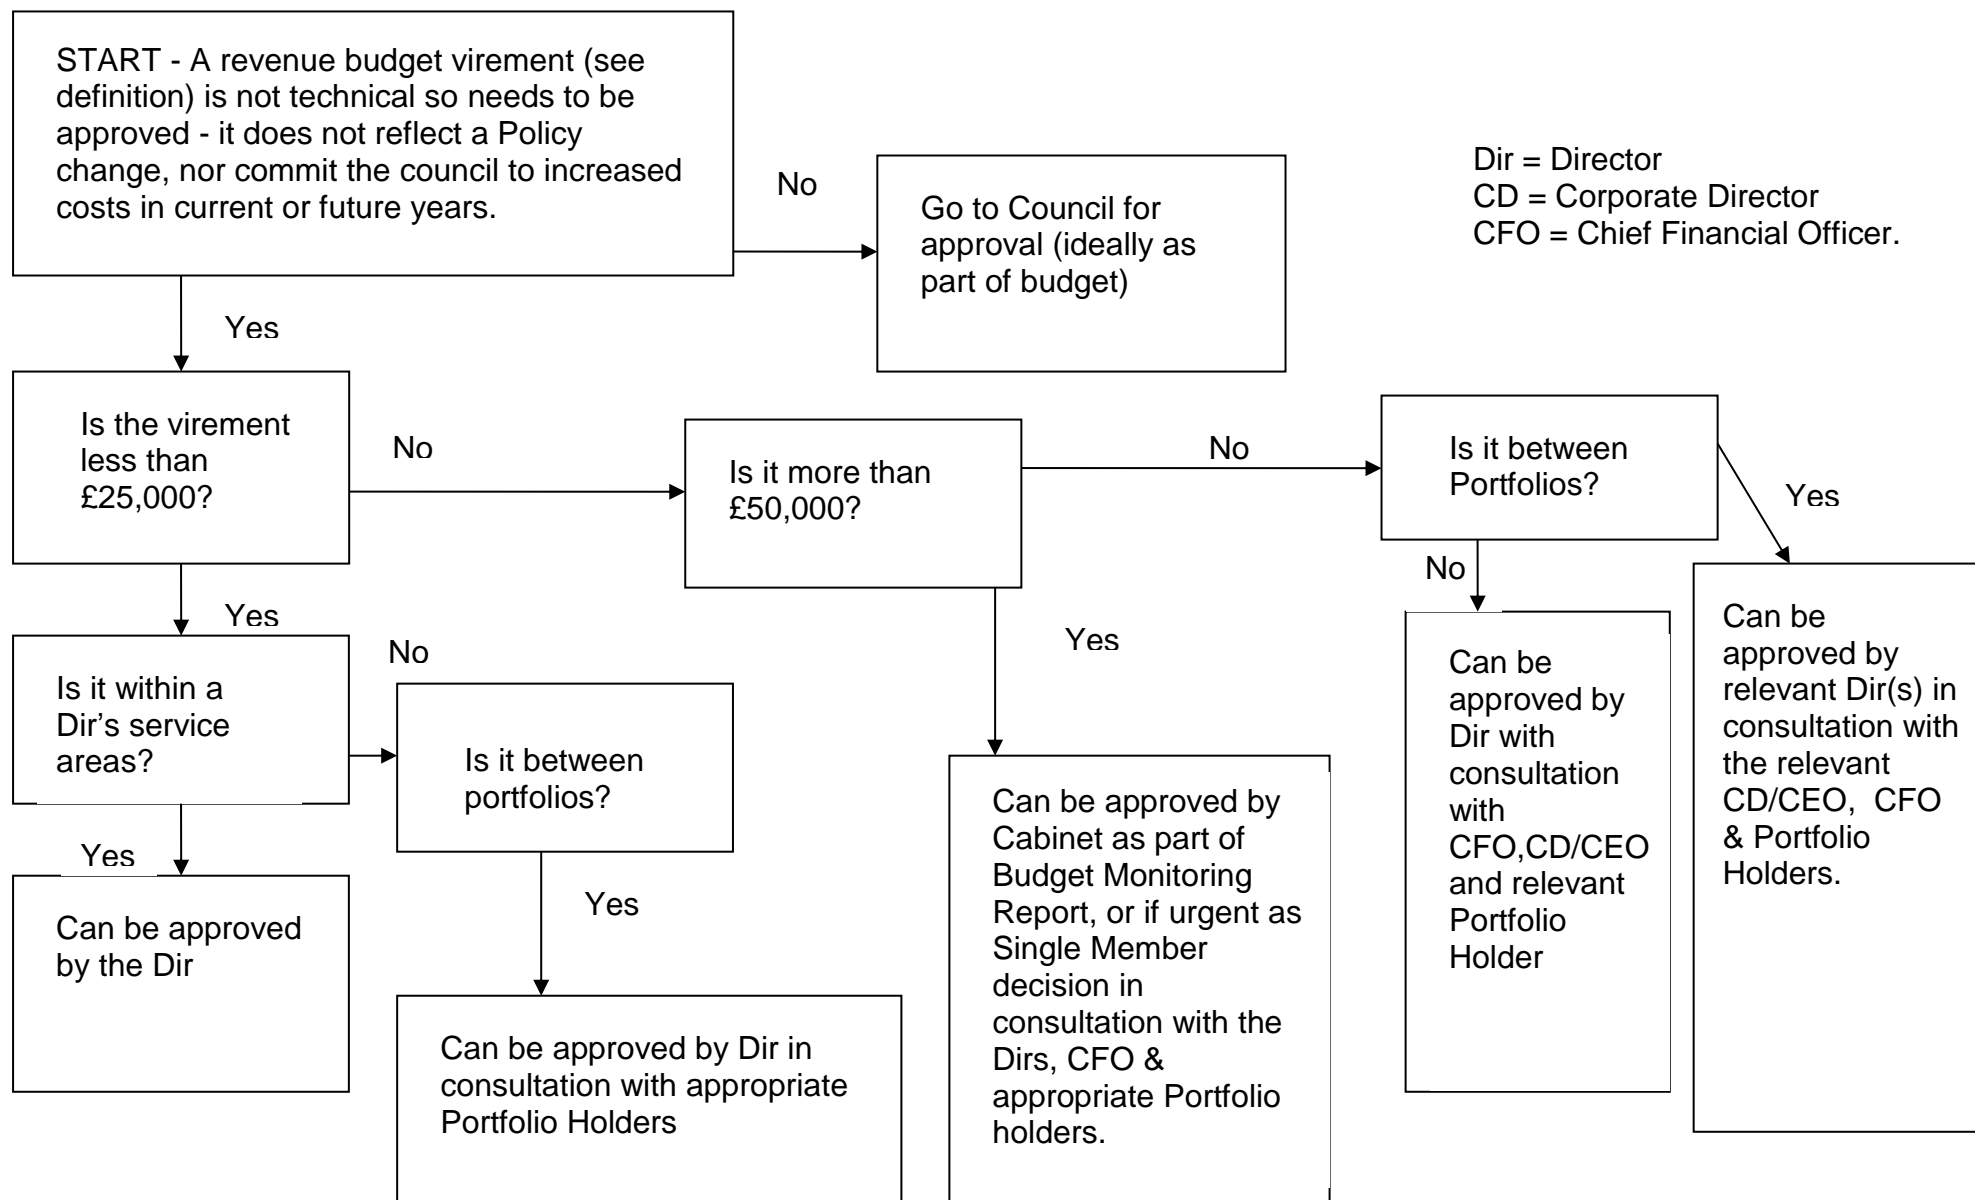 START - A revenue budget virement (see
definition) is not technical so needs to be
approved - it does not reflect a Policy
change, nor commit the council to increased
costs in current or future years.
No
Go to Council for
approval (ideally as
part of budget)
Dir = Director
CD = Corporate Director
CFO = Chief Financial Officer.
Yes
Is the virement
less than
£25,000?
No
Is it more than
£50,000?
No
Is it between
Portfolios?
Yes
No
Yes
Is it within a
Dir's service
areas?
No
Is it between
portfolios?
Yes
Can be approved
by the Dir
Yes
Can be approved by Dir in
consultation with appropriate
Portfolio Holders
Yes
Can be approved by
Cabinet as part of
Budget Monitoring
Report, or if urgent as
Single Member
decision in
consultation with the
Dirs, CFO &
appropriate Portfolio
holders.
Can be
approved by
Dir with
consultation
with
CFO,CD/CEO
and relevant
Portfolio
Holder
Can be
approved by
relevant Dir(s) in
consultation with
the relevant
CD/CEO,  CFO
& Portfolio
Holders.